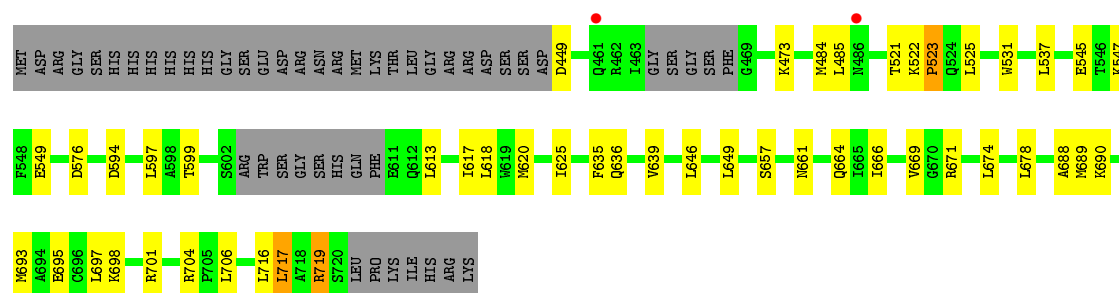 MET ASP ARG GLY SER HIS HIS HIS HIS HIS HIS GLY SER GLU ASP ARG ASN ARG MET LYS THR LEU GLY ARG ARG ASP SER SER ASP D449 Q461 R462 I463 GLY SER GLY SER PHE G469 K473 M484 L485 N486 T521 K522 P523 Q524 L525 W531 L537 E545 T546 K547
F548 E549 D576 D594 L597 A598 T599 S602 ARG TRP SER GLY SER HIS GLN PHE E611 Q612 L613 I617 L618 W619 M620 I625 F635 Q636 V639 L646 L649 S657 N661 Q664 I665 I666 V669 G670 R671 L674 L678 A688 M689 K690
M693 A694 E695 C696 L697 K698 R701 R704 P705 L706 L716 L717 A718 R719 S720 LEU PRO LYS ILE HIS ARG LYS